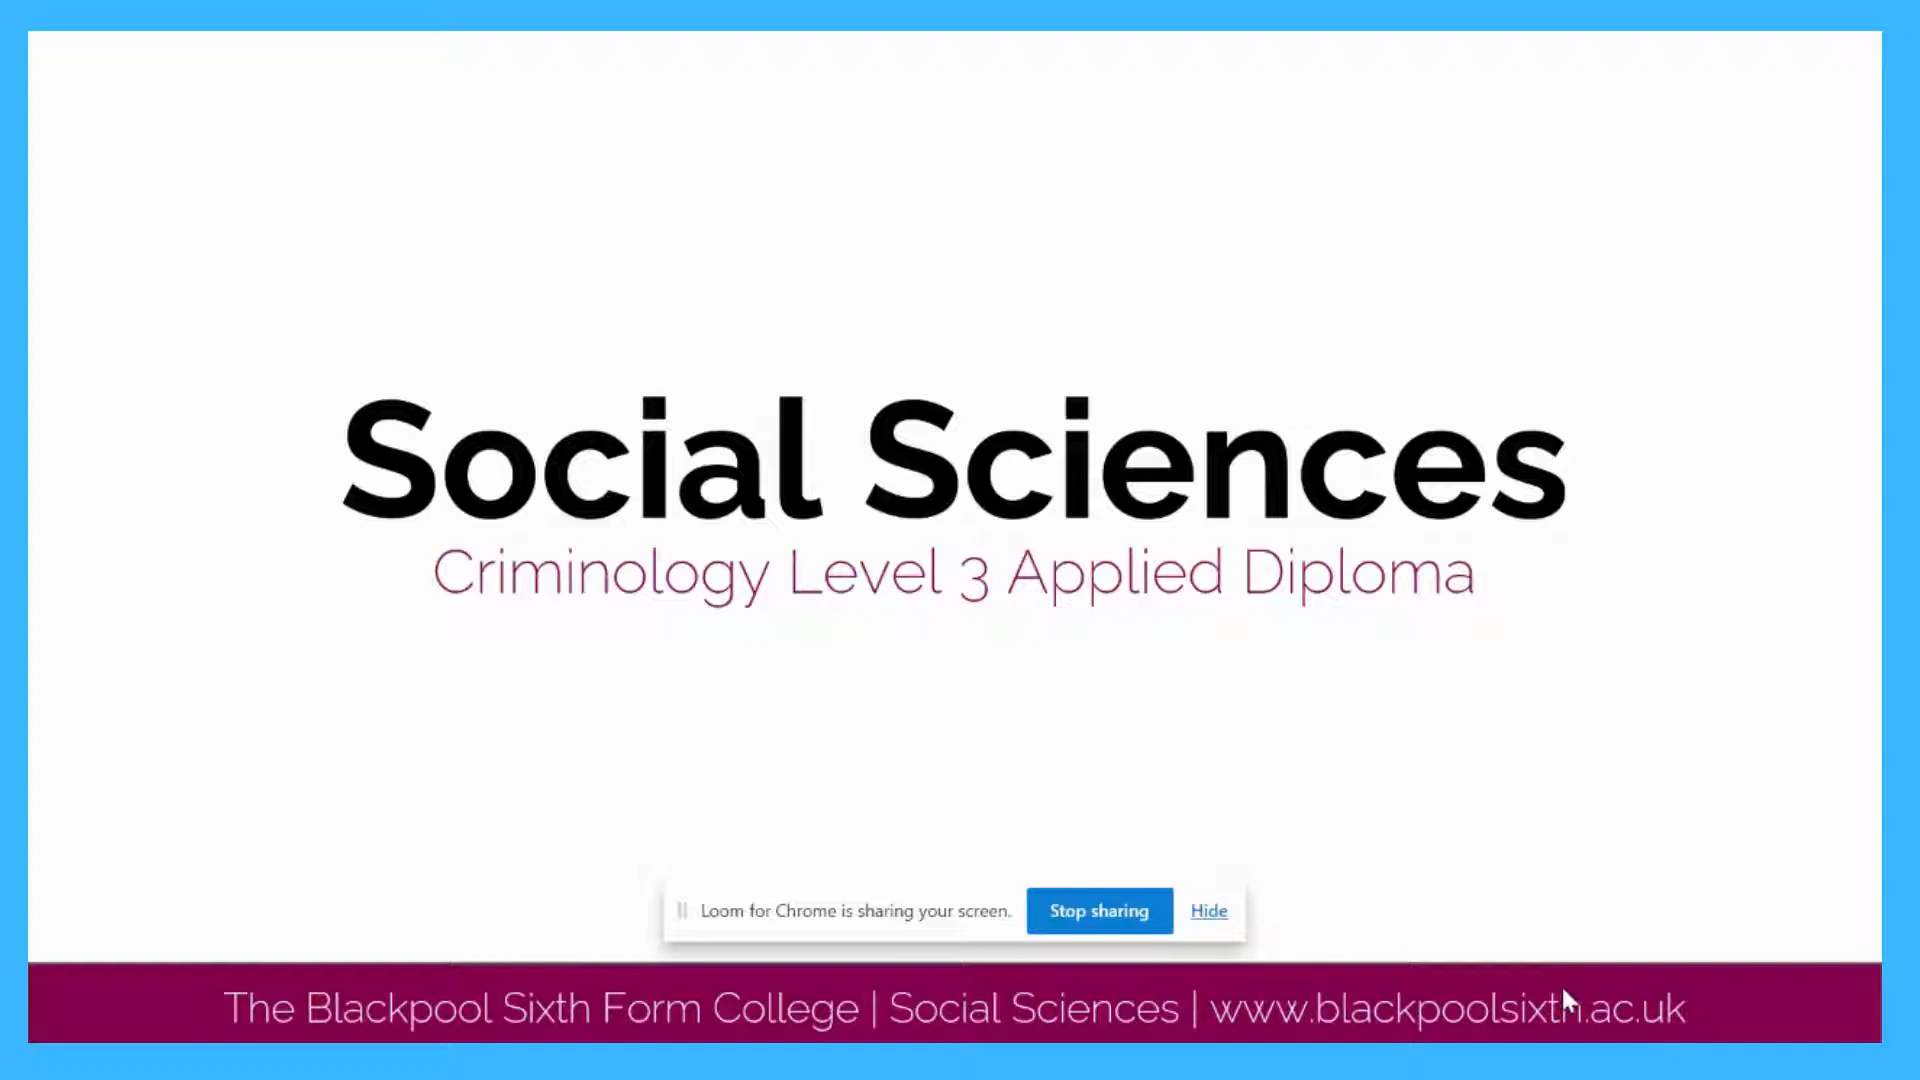 Social Sciences
Criminology Level 3 Applied Diploma
Loom for Chrome is sharing your screen. Stop sharing Hide
The Blackpool Sixth Form College | Social Sciences | www.blackpoolsixth.ac.uk